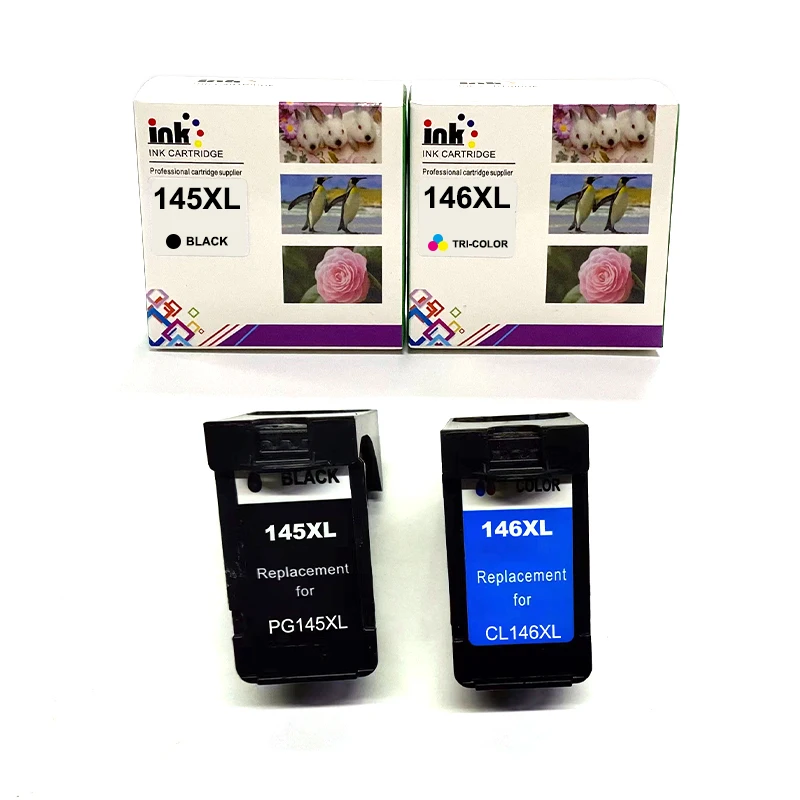 ink
INK CARTRIDGE
Professional cartridge supplier
145XL
BLACK
ink
INK CARTRIDGE
Professional cartridge supplier
146XL
TRI-COLOR
BLACK
145XL
Replacement
for
PG145XL
COLOR
146XL
Replacement
for
CL146XL